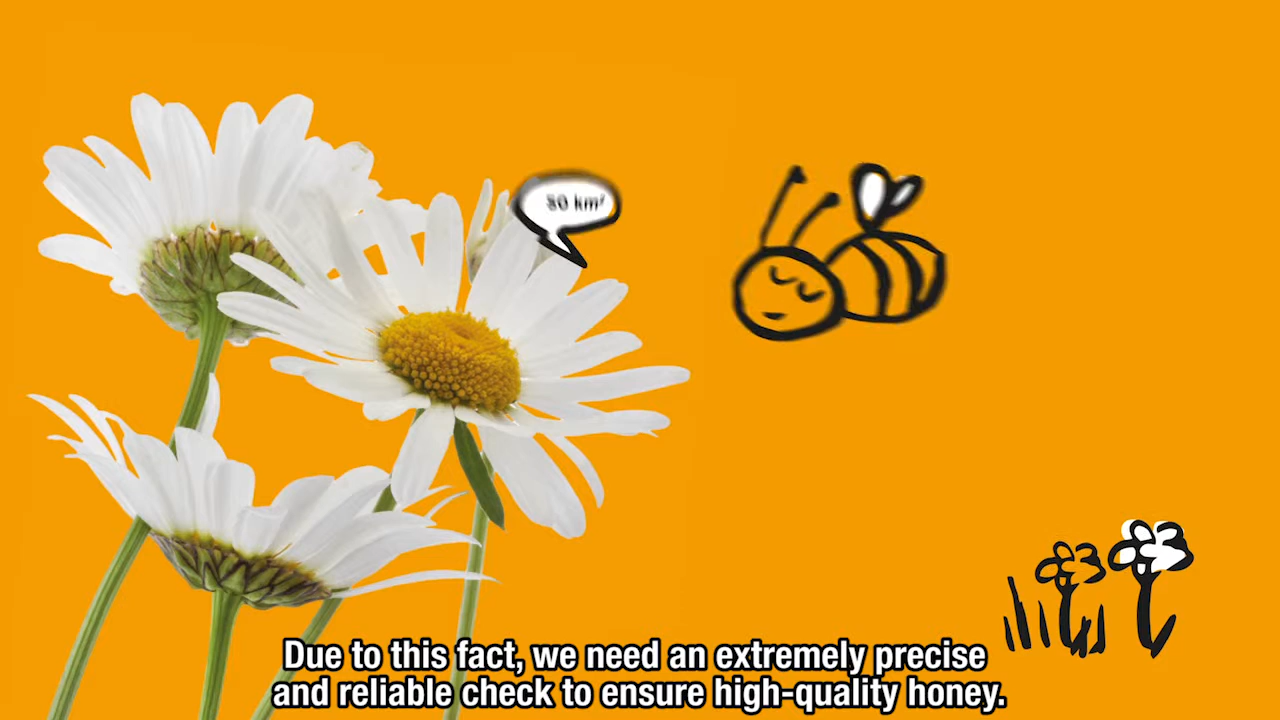 50 km²
Due to this fact, we need an extremely precise
and reliable check to ensure high-quality honey.